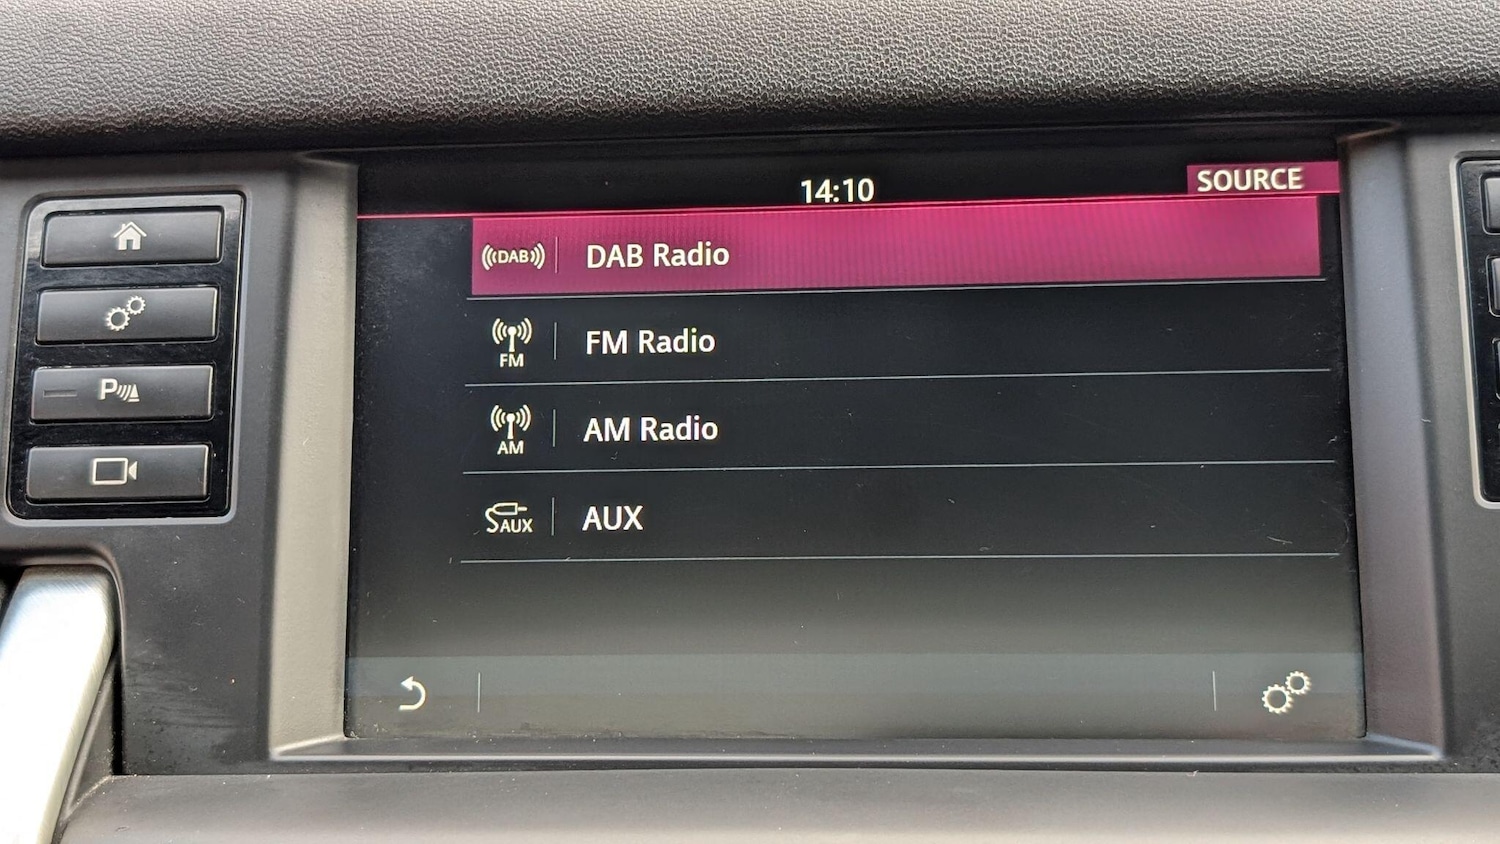 14:10
SOURCE
DAB
DAB Radio
FM
FM Radio
AM
AM Radio
AUX
AUX
P